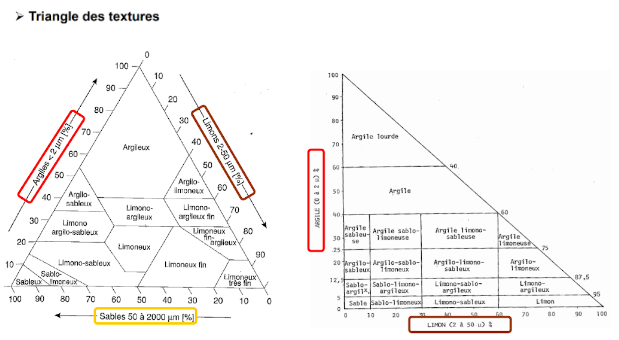 ➢ Triangle des textures
0
100
10
90
20
80
30
70
40
60
50
50
60
40
70
30
80
20
90
10
100
Argiles < 2 µm [%]
Limons 2-50 µm [%]
Argileux
Argilo-
sableux
Argilo-
limoneux
Limono-
argileux
Limono-
argileux fin
Limono
argilo-sableux
Limoneux
Limoneux
fin-
argileux
Limono-sableux
Limoneux fin
Sableux
Sablo-
limoneux
Limoneux
très fin
100 90 80 70 60 50 40 30 20 10 0
Sables 50 à 2000 µm [%]
ARGILE (0 à 2 u) %
100
90
80
70
60
50
40
30
25
20
12,5
5
0
Argile lourde
40
Argile
60
Argile
sableu-
se
Argile sablo-
limoneuse
Argile limono-
sableuse
Argile
limoneuse
75
Argilo-
sableux
Argilo-sablo-
limoneux
Argilo-limono-
sableux
Argilo-
limoneux
87,5
Sablo-
argilx.
Sablo-limono-
argileux
Limono-sablo-
argileux
Limono-
argileux
95
Sable
Sablo-limoneux
Limono-sableux
Limon
0 10 20 30 40 50 60 70 80 90 100
LIMON (2 à 50 u) %